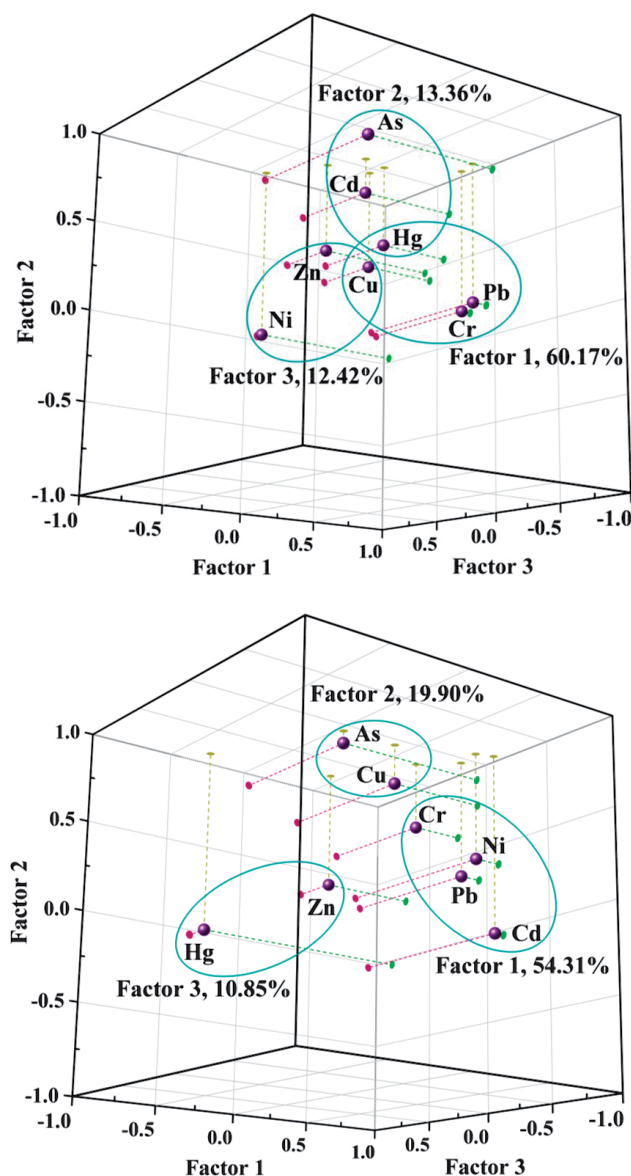 Factor 2, 13.36%
As
1.0
Cd
0.5
Hg
Zn
Cu
Factor 2
0.0
Ni
Pb
Cr
Factor 1, 60.17%
Factor 3, 12.42%
-0.5
-1.0
-1.0
0.0
0.5
1.0
0.5
0.0
-0.5
-1.0
Factor 1
Factor 3
Factor 2, 19.90%
1.0
As
Cu
0.5
Cr
Ni
Factor 2
Zn
Pb
0.0
Hg
Cd
Factor 1, 54.31%
Factor 3, 10.85%
-0.5
-1.0
-1.0
-0.5
0.0
0.5
1.0
0.5
0.0
-0.5
-1.0
Factor 1
Factor 3